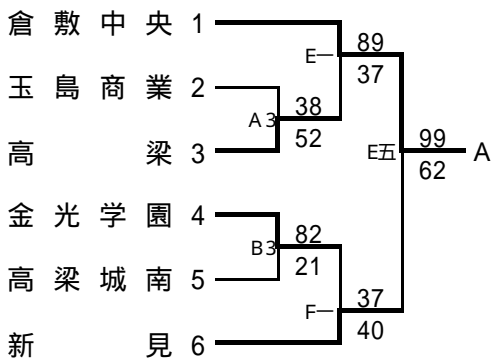 倉敷中央 1
E一 89
37
玉島商業 2
A3 38
52
高梁 3
E五 99
62
A
金光学園 4
B3 82
21
高梁城南 5
F一 37
40
新見 6